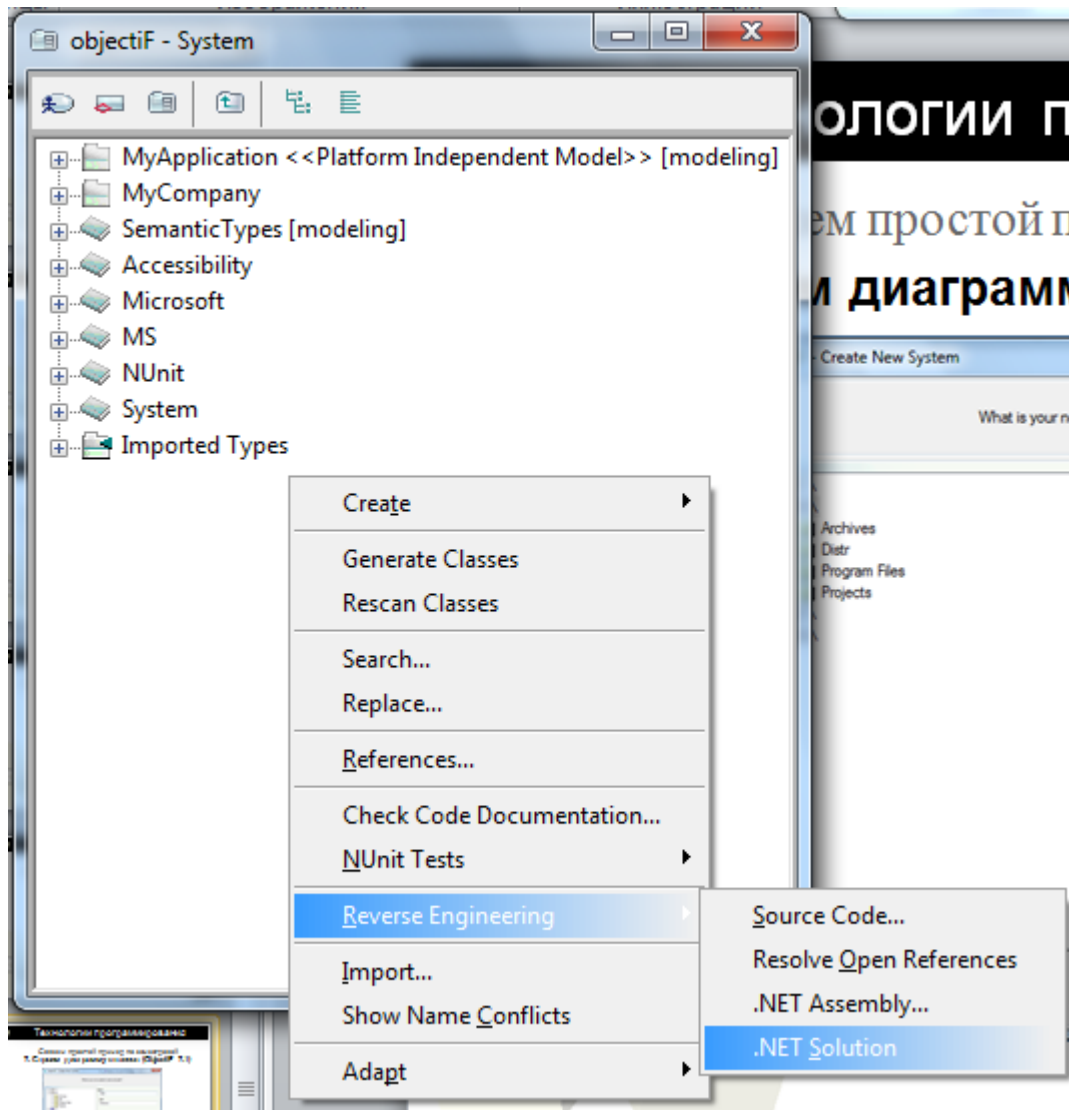 objectiF - System
ологии п
MyApplication <<Platform Independent Model>> [modeling]
MyCompany
SemanticTypes [modeling]
Accessibility
Microsoft
MS
NUnit
System
Imported Types
ем простой п
и диаграмм
Create New System
What is your n
Archives
Distr
Program Files
Projects
Create
Generate Classes
Rescan Classes
Search...
Replace...
References...
Check Code Documentation...
NUnit Tests
Reverse Engineering
Import...
Show Name Conflicts
Adapt
Source Code...
Resolve Open References
.NET Assembly...
.NET Solution
Технологии программирования